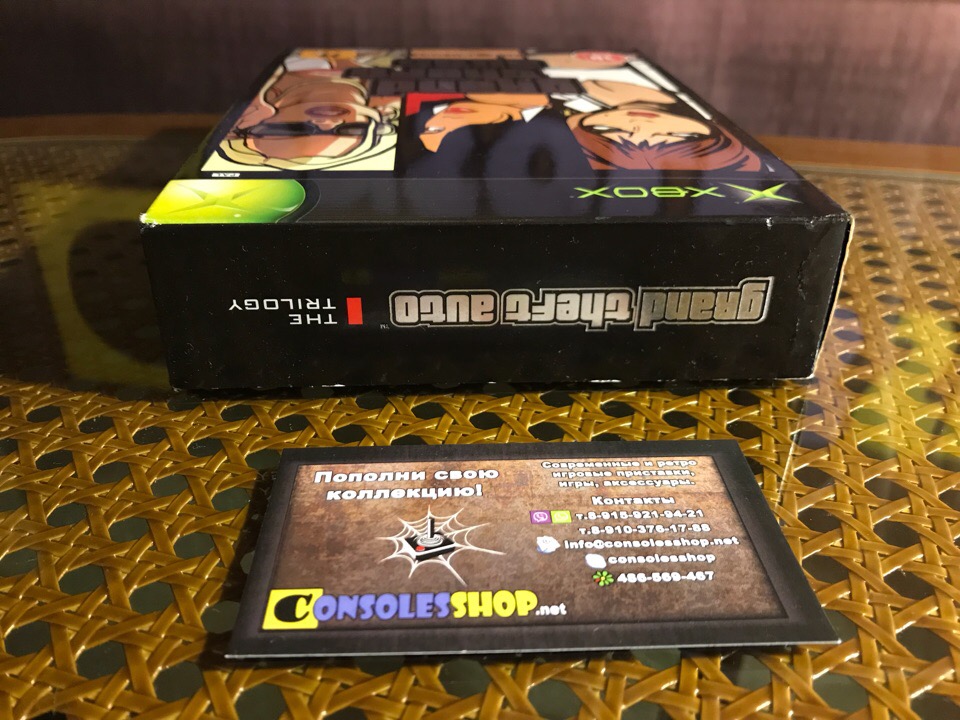 XBOX
grand theft auto
THE
TRILOGY
Пополни свою
коллекцию!
Современные и ретро
игровые приставки,
игры, аксессуары.
Контакты
т.8-915-921-94-21
т.8-910-376-17-88
info@consolesshop.net
consolesshop
486-569-467
CONSOLESSHOP.net